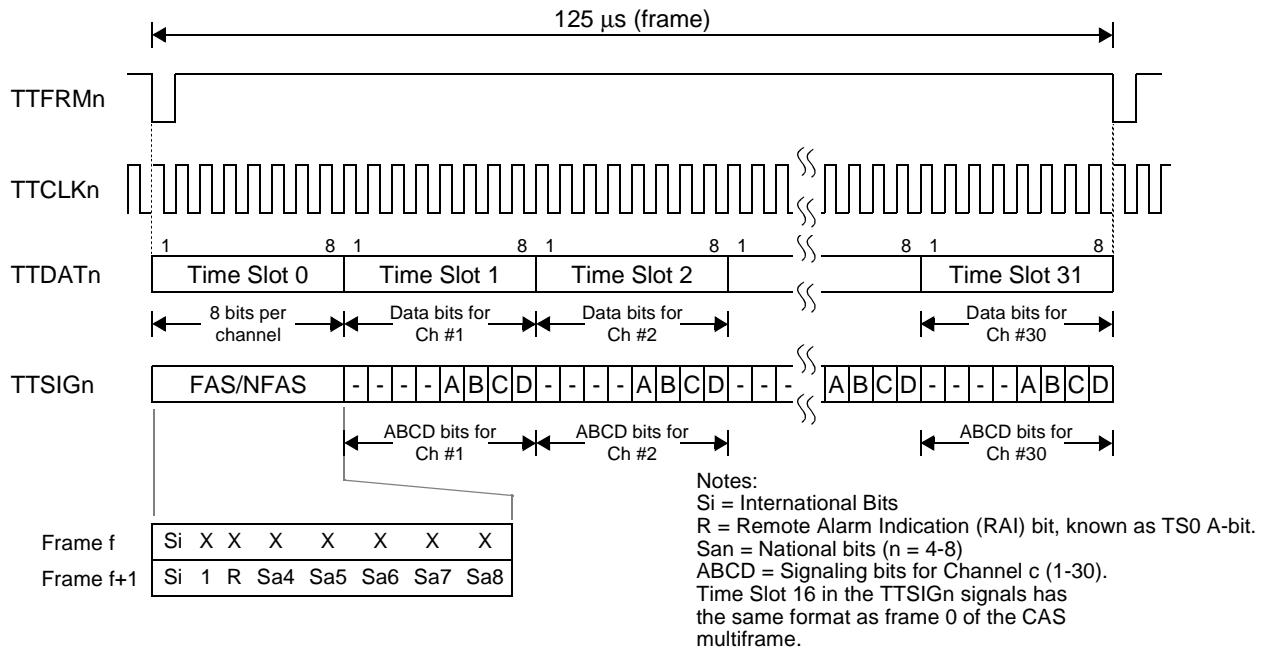 125 μs (frame)
TTFRMn
TTCLKn
1 8 1 8 1 8 1 8 1 8
TTDATn Time Slot 0 Time Slot 1 Time Slot 2 Time Slot 31
8 bits per channel
Data bits for Ch #1
Data bits for Ch #2
Data bits for Ch #30
TTSIGn FAS/NFAS - - - - A B C D - - - - A B C D - - - A B C D - - - - A B C D
ABCD bits for Ch #1
ABCD bits for Ch #2
ABCD bits for Ch #30
Frame f Si X X X X X X X
Frame f+1 Si 1 R Sa4 Sa5 Sa6 Sa7 Sa8
Notes:
Si = International Bits
R = Remote Alarm Indication (RAI) bit, known as TS0 A-bit.
San = National bits (n = 4-8)
ABCD = Signaling bits for Channel c (1-30).
Time Slot 16 in the TTSIGn signals has
the same format as frame 0 of the CAS
multiframe.